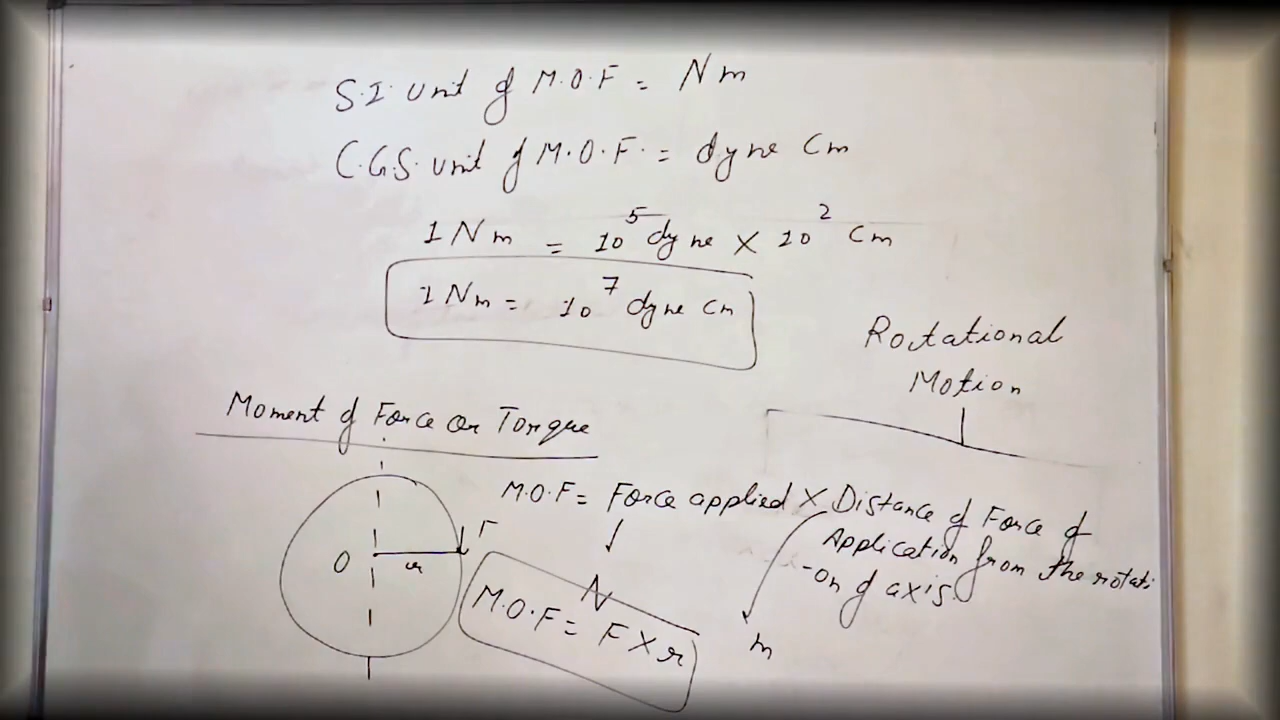 S.I. unit of M.O.F = Nm
C.G.S. unit of M.O.F. = dyne Cm
1 Nm = 10^5 dyne × 10^2 Cm
1 Nm = 10^7 dyne Cm
Rotational
Motion
Moment of Force or Torque
M.O.F = Force applied × Distance of Force of
Application from the rotati
-on of axis.
F
O
r
N
m
M.O.F = F × r